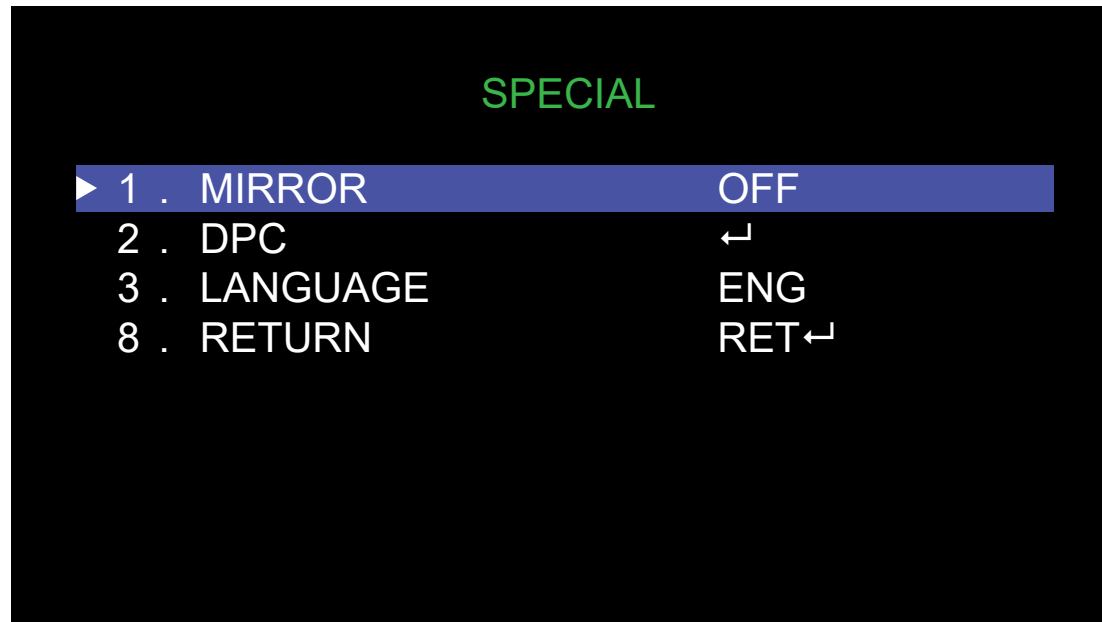 SPECIAL
▶ 1 . MIRROR OFF
2 . DPC ↵
3 . LANGUAGE ENG
8 . RETURN RET↵